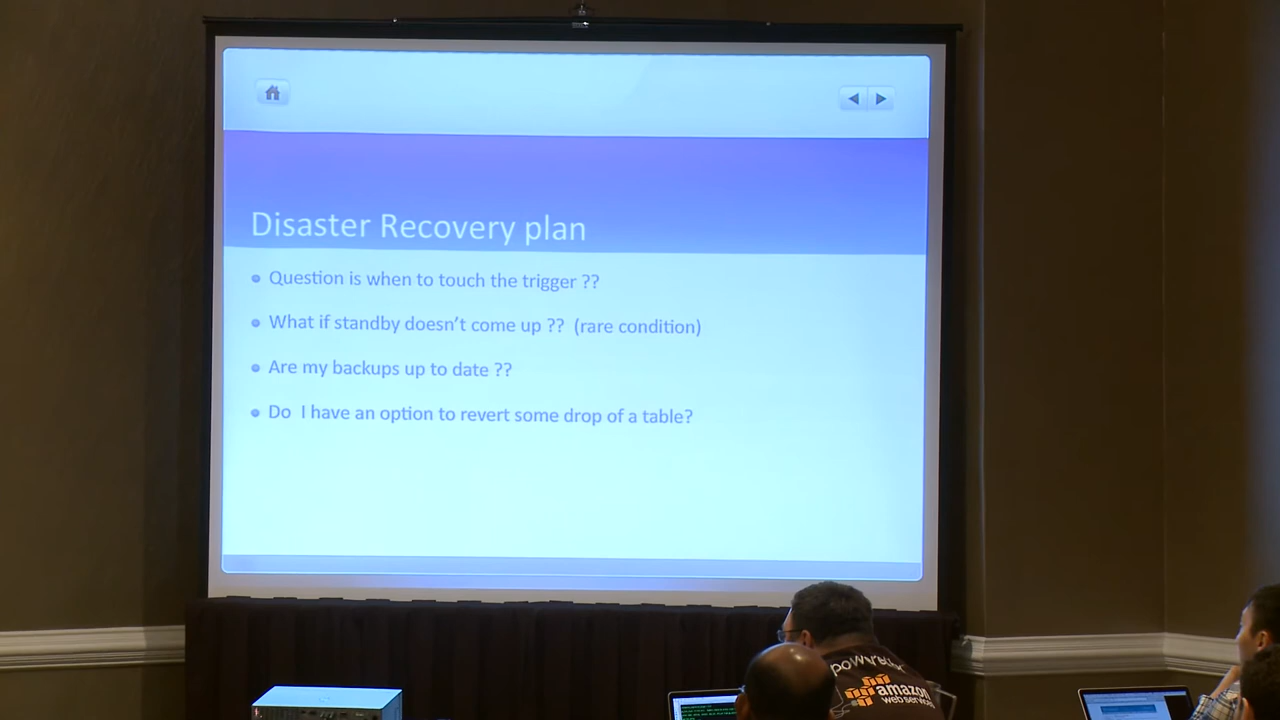 Disaster Recovery plan
Question is when to touch the trigger ??
What if standby doesn't come up ?? (rare condition)
Are my backups up to date ??
Do I have an option to revert some drop of a table?
amazon